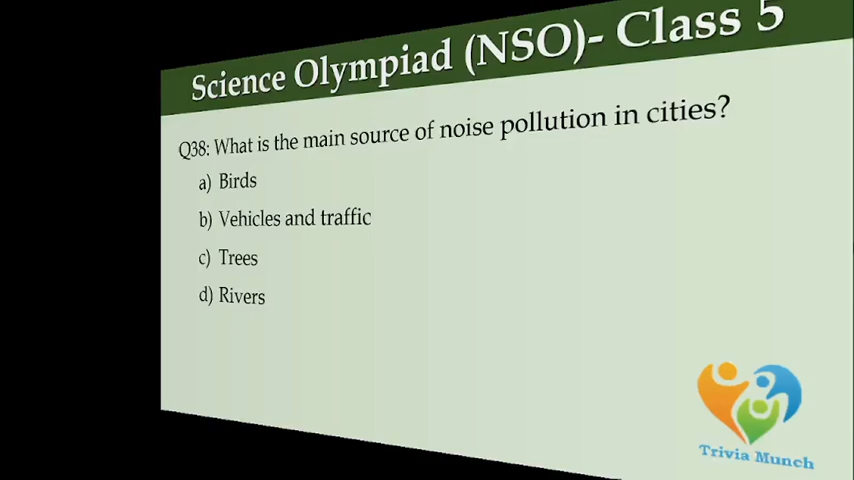 Science Olympiad (NSO)- Class 5
Q38: What is the main source of noise pollution in cities?
a) Birds
b) Vehicles and traffic
c) Trees
d) Rivers
Trivia Munch